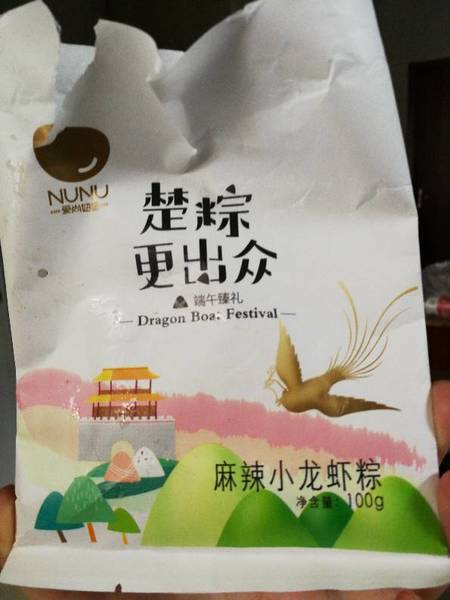 NUNU
楚粽
更出众
端午臻礼
Dragon Boat Festival
麻辣小龙虾粽
净含量：100g